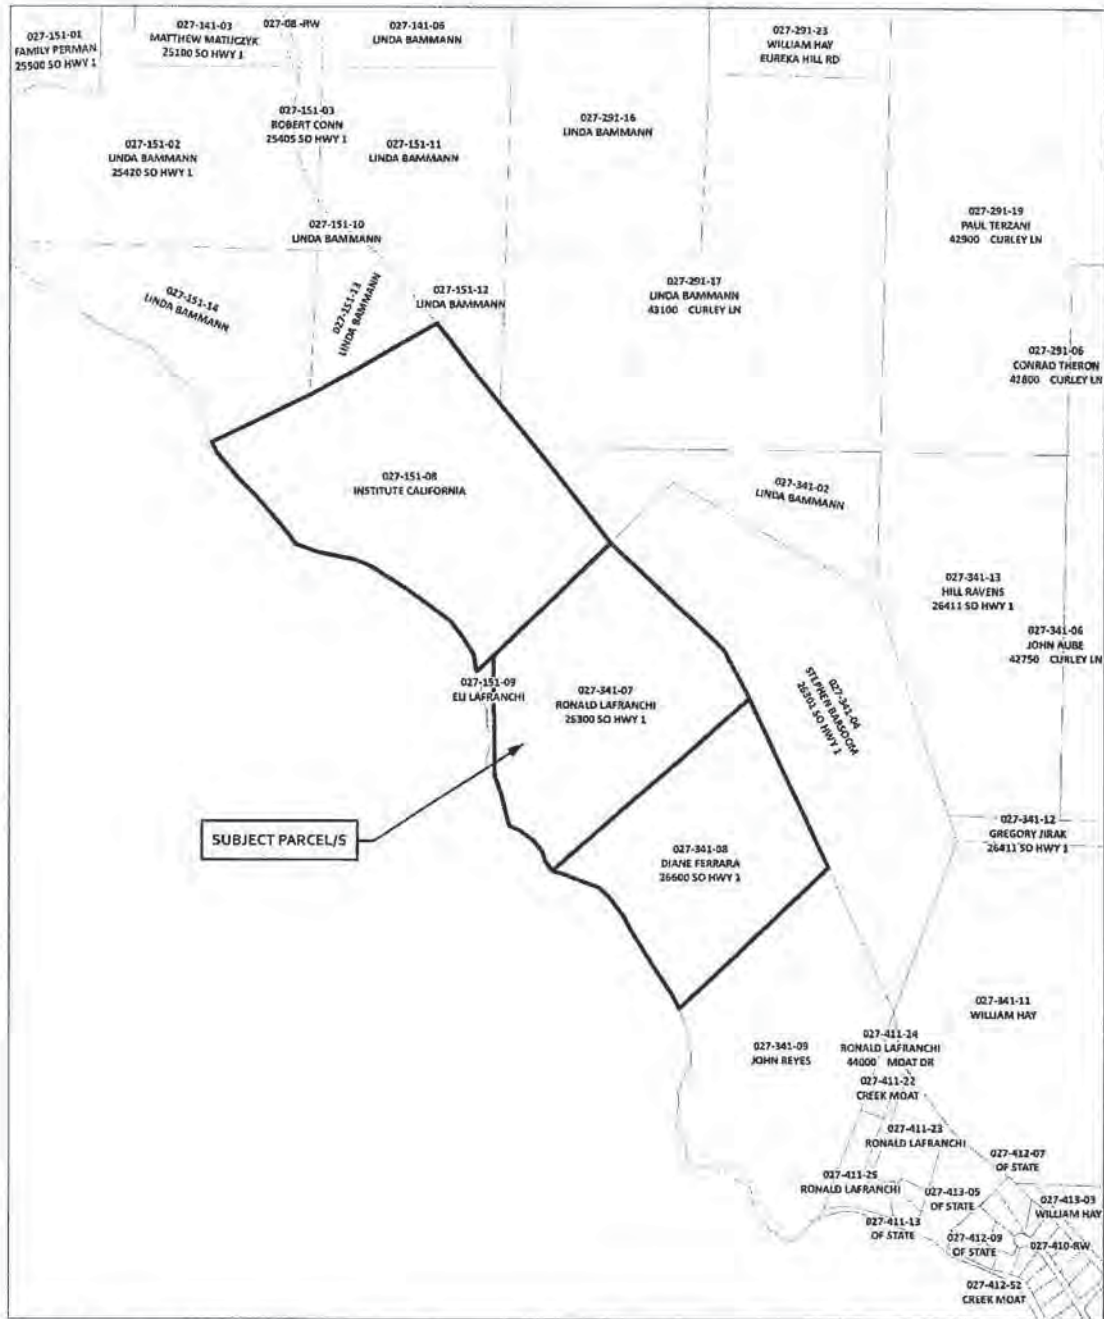 027-151-01
FAMILY PERMAN
25500 SO HWY 1
027-141-03
MATTHEW MATIJCZYK
25100 SO HWY 1
027-08 -RW
027-141-06
LINDA BAMMANN
027-291-23
WILLIAM HAY
EUREKA HILL RD
027-151-03
ROBERT CONN
25405 SO HWY 1
027-291-16
LINDA BAMMANN
027-151-02
LINDA BAMMANN
25420 SO HWY 1
027-151-11
LINDA BAMMANN
027-291-19
PAUL TERZANI
42900 CURLEY LN
027-151-10
LINDA BAMMANN
027-151-14
LINDA BAMMANN
027-151-13
LINDA BAMMANN
027-151-12
LINDA BAMMANN
027-291-17
LINDA BAMMANN
43100 CURLEY LN
027-291-06
CONRAD THERON
42800 CURLEY LN
027-151-08
INSTITUTE CALIFORNIA
027-341-02
LINDA BAMMANN
027-341-13
HILL RAVENS
26411 SO HWY 1
027-341-06
JOHN AUBE
42750 CURLEY LN
027-151-09
ELI LAFRANCHI
027-341-07
RONALD LAFRANCHI
26300 SO HWY 1
027-341-04
STEPHEN BARSOOM
26301 SO HWY 1
SUBJECT PARCEL/S
027-341-12
GREGORY JIRAK
26411 SO HWY 1
027-341-08
DIANE FERRARA
26600 SO HWY 1
027-341-11
WILLIAM HAY
027-341-09
JOHN REYES
027-411-24
RONALD LAFRANCHI
44000 MOAT DR
027-411-22
CREEK MOAT
027-411-23
RONALD LAFRANCHI
027-412-07
OF STATE
027-411-25
RONALD LAFRANCHI
027-413-05
OF STATE
027-413-03
WILLIAM HAY
027-411-13
OF STATE
027-412-09
OF STATE
027-410-RW
027-412-52
CREEK MOAT